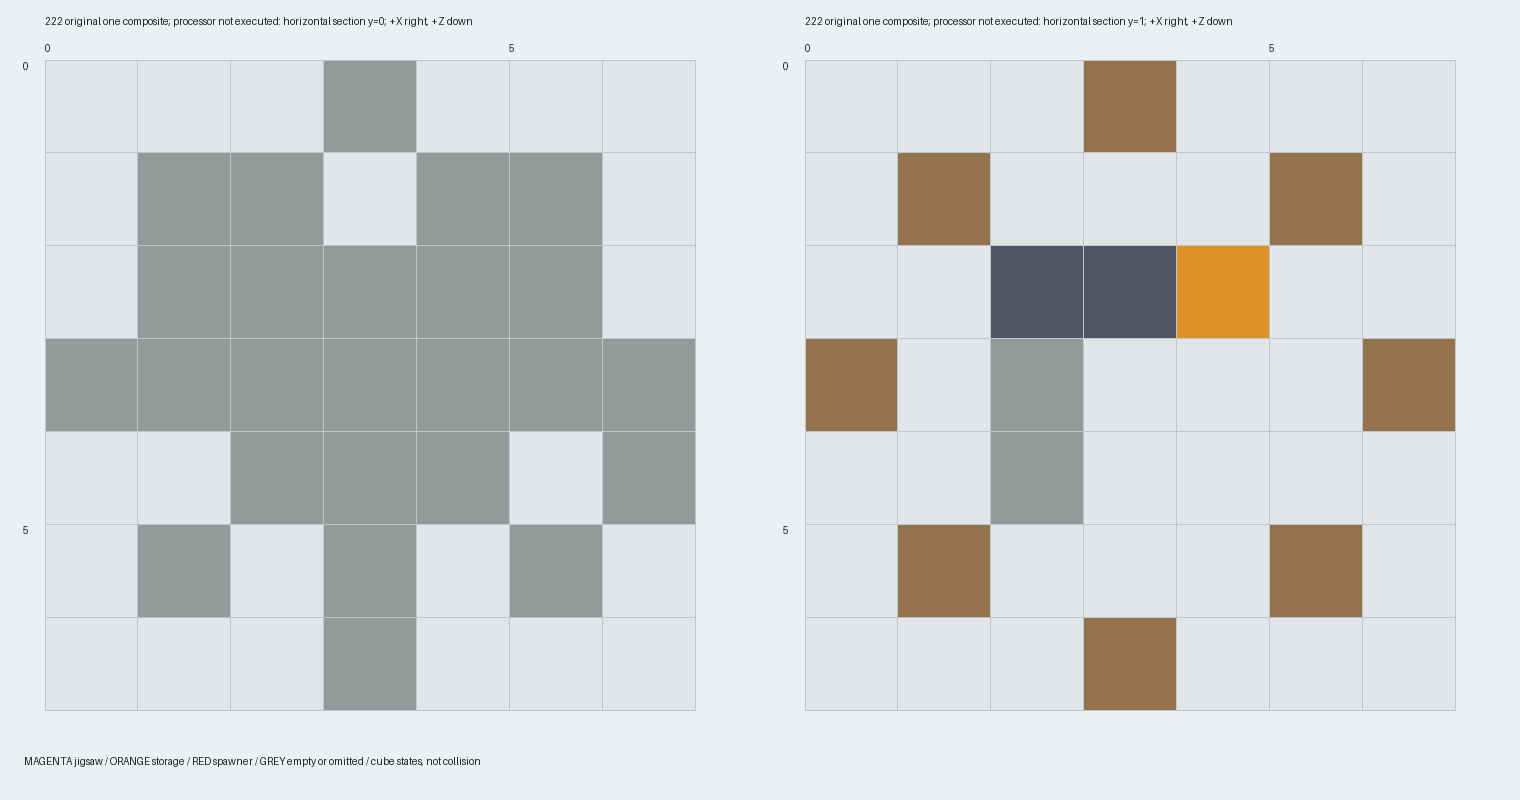 222 original one composite; processor not executed: horizontal section y=0; +X right, +Z down
0 5
0
5
222 original one composite; processor not executed: horizontal section y=1; +X right, +Z down
0 5
0
5
MAGENTA jigsaw / ORANGE storage / RED spawner / GREY empty or omitted / cube states, not collision